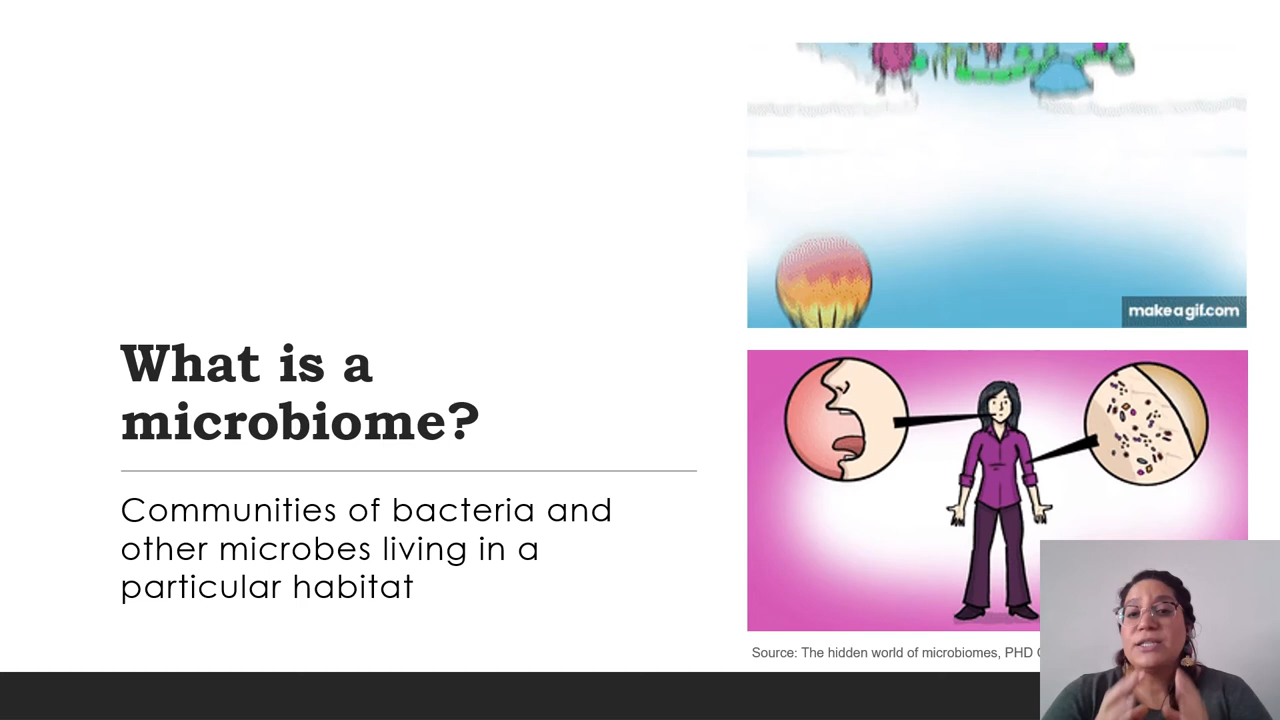 What is a
microbiome?
Communities of bacteria and
other microbes living in a
particular habitat
makeagif.com
Source: The hidden world of microbiomes, PHD